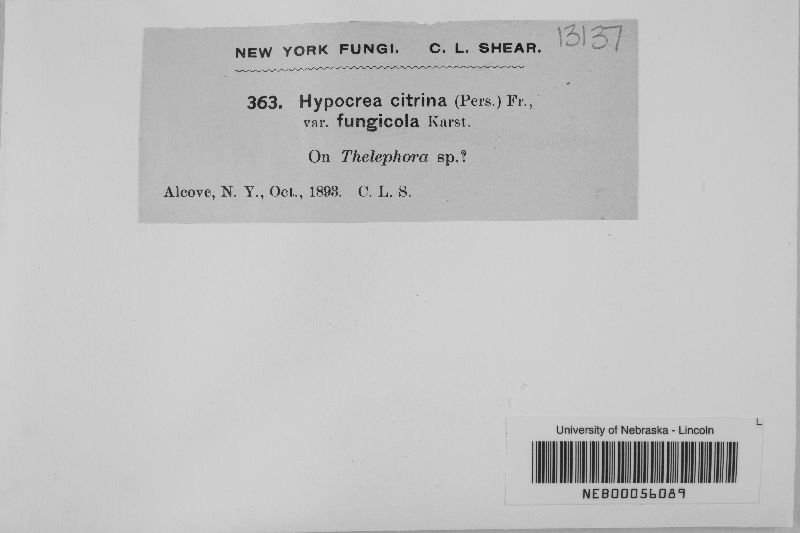 NEW YORK FUNGI. C. L. SHEAR.
13137
363. Hypocrea citrina (Pers.) Fr.,
var. fungicola Karst.
On Thelephora sp.?
Alcove, N. Y., Oct., 1893. C. L. S.
L
University of Nebraska - Lincoln
NEB00056089